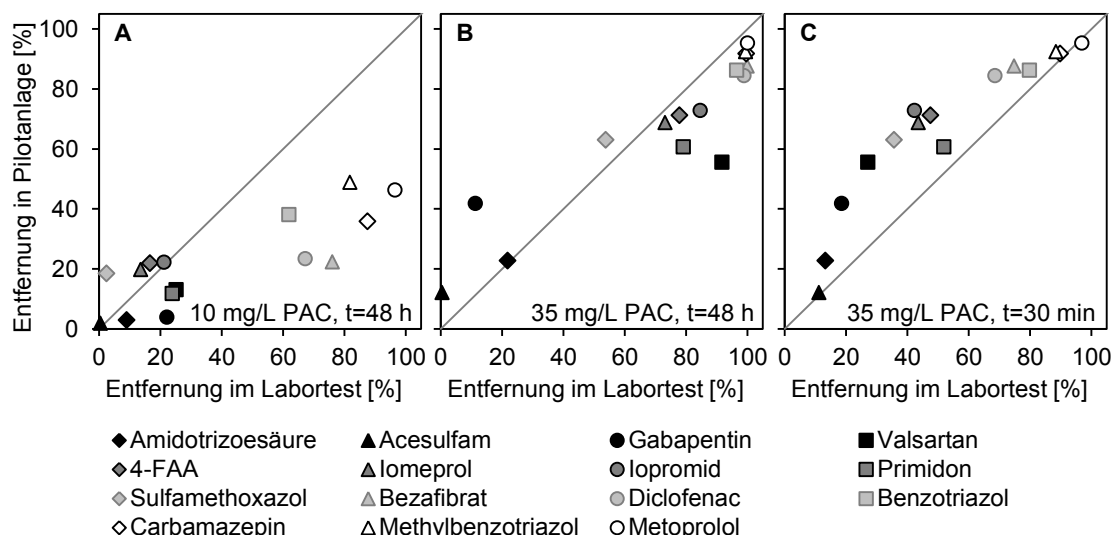 Entfernung in Pilotanlage [%]
100
80
60
40
20
0
A
10 mg/L PAC, t=48 h
B
35 mg/L PAC, t=48 h
C
35 mg/L PAC, t=30 min
0 20 40 60 80 100
0 20 40 60 80 100
0 20 40 60 80 100
Entfernung im Labortest [%]
Entfernung im Labortest [%]
Entfernung im Labortest [%]
Amidotrizoesäure Acesulfam Gabapentin Valsartan
4-FAA Iomeprol Iopromid Primidon
Sulfamethoxazol Bezafibrat Diclofenac Benzotriazol
Carbamazepin Methylbenzotriazol Metoprolol